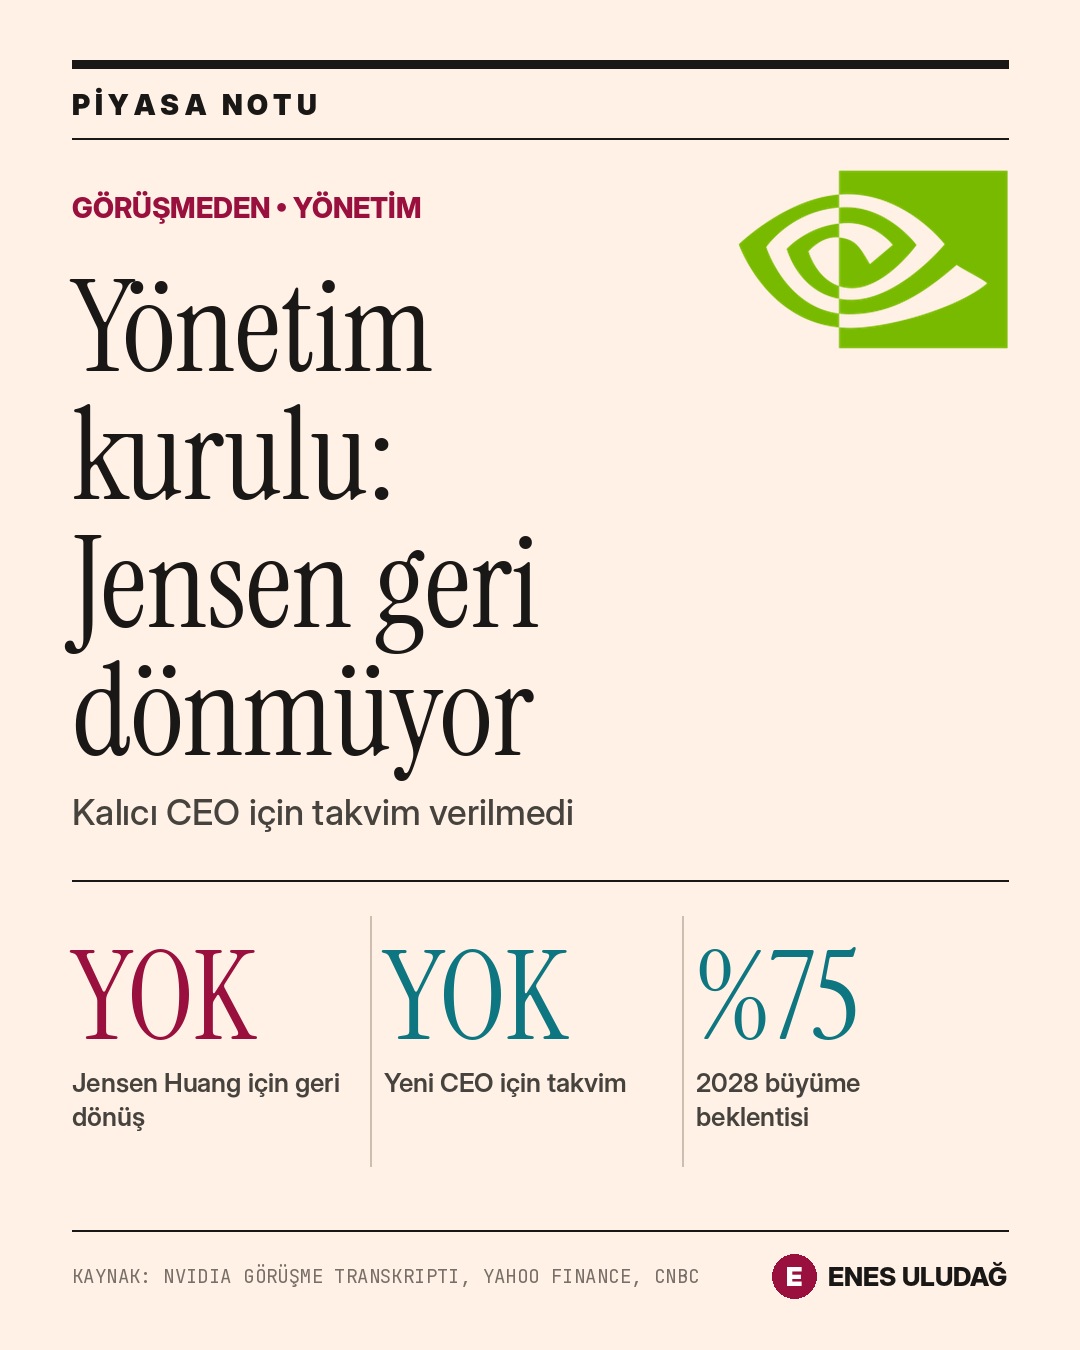 PİYASA NOTU
GÖRÜŞMEDEN • YÖNETİM
Yönetim
kurulu:
Jensen geri
dönmüyor
Kalıcı CEO için takvim verilmedi
YOK
Jensen Huang için geri
dönüş
YOK
Yeni CEO için takvim
%75
2028 büyüme
beklentisi
KAYNAK: NVIDIA GÖRÜŞME TRANSKRIPTI, YAHOO FINANCE, CNBC
E ENES ULUDAĞ